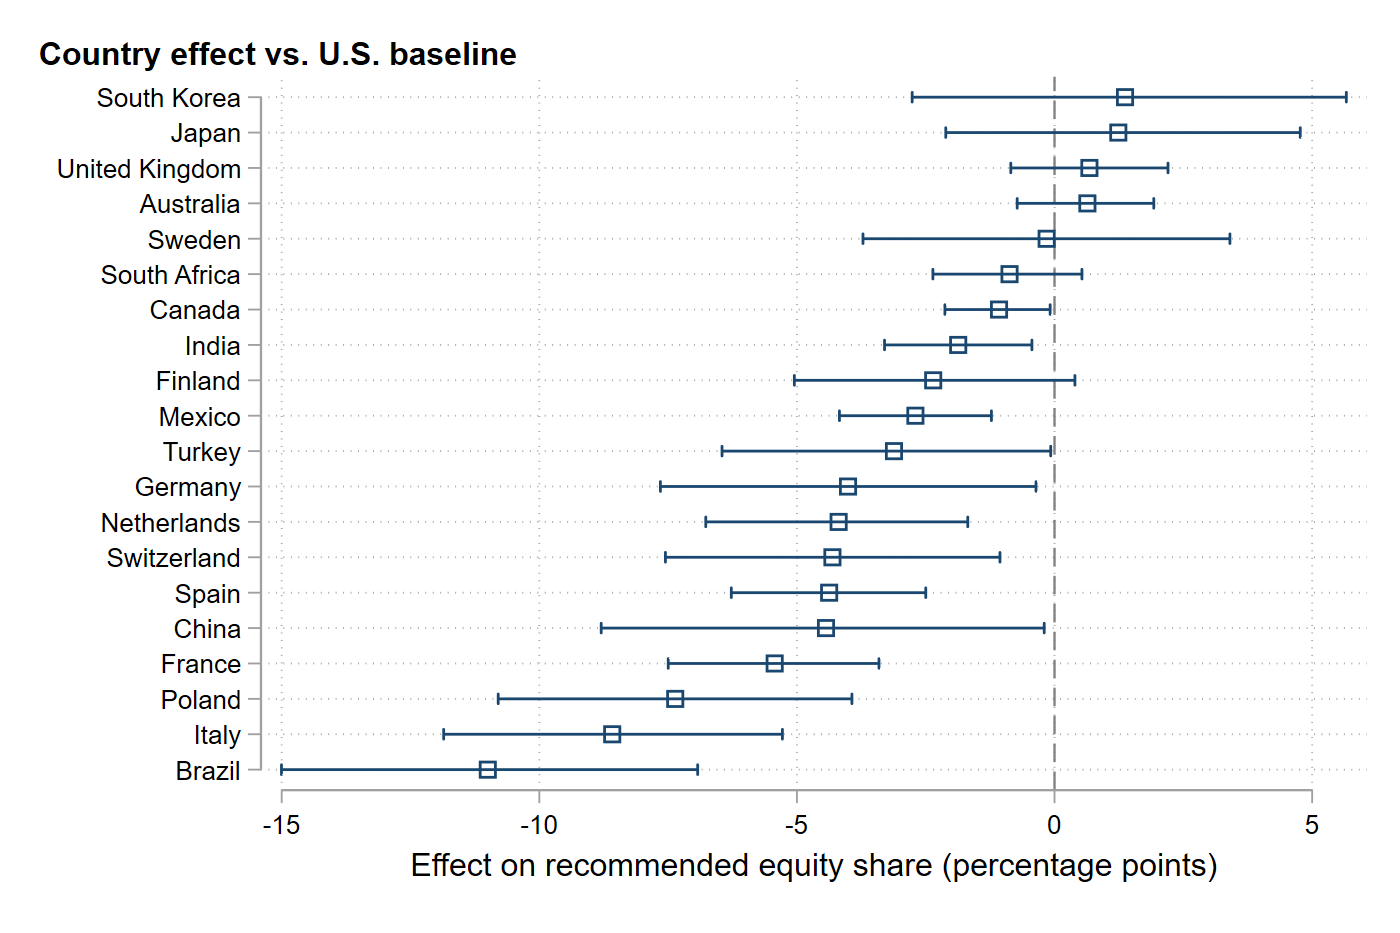 Country effect vs. U.S. baseline
South Korea
Japan
United Kingdom
Australia
Sweden
South Africa
Canada
India
Finland
Mexico
Turkey
Germany
Netherlands
Switzerland
Spain
China
France
Poland
Italy
Brazil
-15 -10 -5 0 5
Effect on recommended equity share (percentage points)